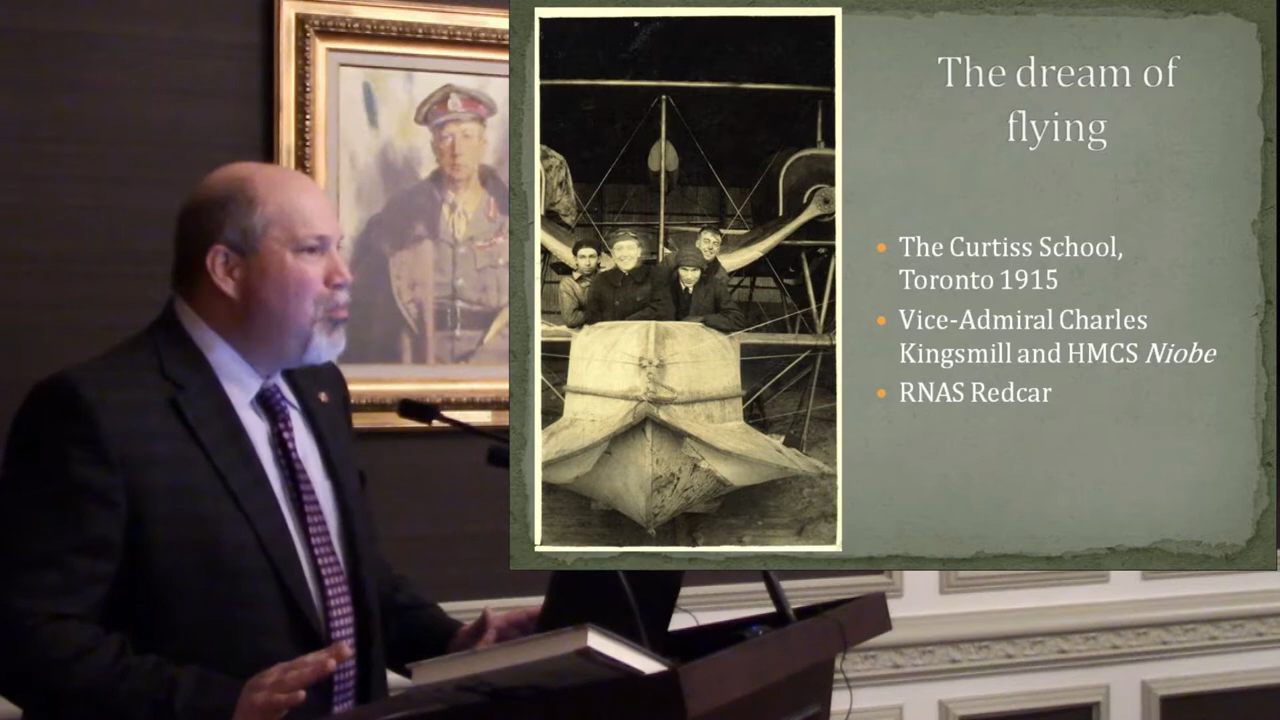 The dream of
flying
The Curtiss School,
Toronto 1915
Vice-Admiral Charles
Kingsmill and HMCS Niobe
RNAS Redcar